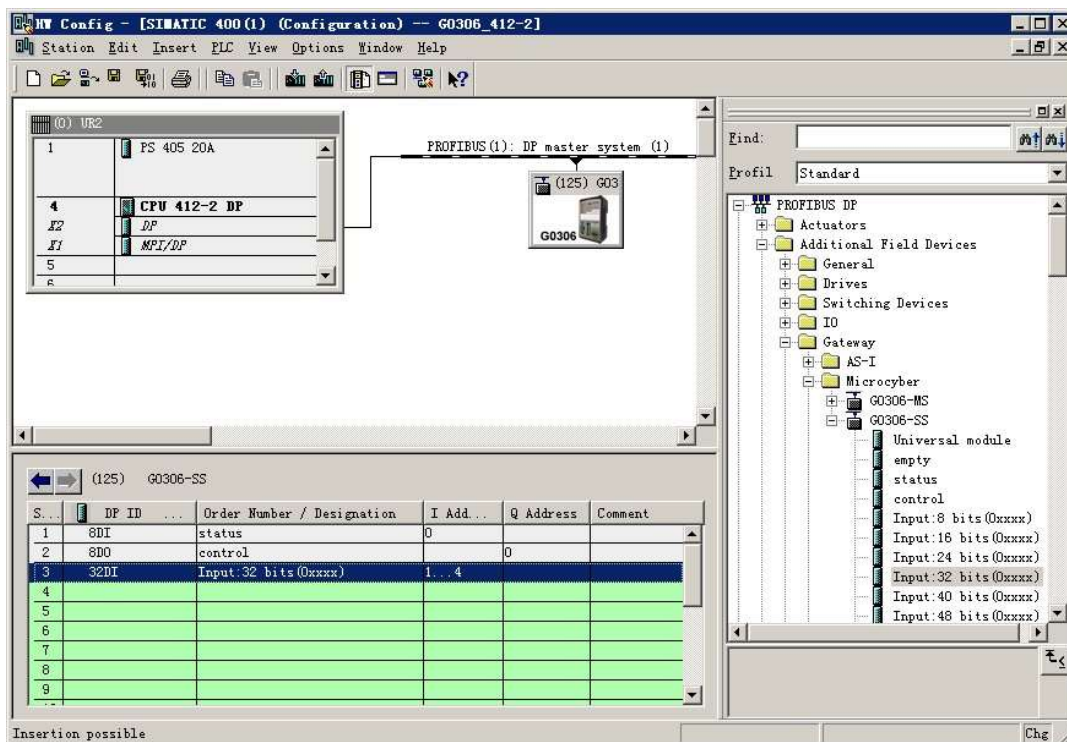 HW Config - [SIMATIC 400(1) (Configuration) -- G0306_412-2]
Station Edit Insert PLC View Options Window Help
(0) UR2
1 PS 405 20A
4 CPU 412-2 DP
X2 DP
X1 MPI/DP
5
6
PROFIBUS(1): DP master system (1)
(125) G03
G0306
Find:
Profil Standard
PROFIBUS DP
Actuators
Additional Field Devices
General
Drives
Switching Devices
IO
Gateway
AS-I
Microcyber
G0306-MS
G0306-SS
Universal module
empty
status
control
Input:8 bits(0xxxx)
Input:16 bits(0xxxx)
Input:24 bits(0xxxx)
Input:32 bits(0xxxx)
Input:40 bits(0xxxx)
Input:48 bits(0xxxx)
(125) G0306-SS
S... DP ID ... Order Number / Designation I Add... Q Address Comment
1 8DI status 0
2 8DO control 0
3 32DI Input:32 bits(0xxxx) 1...4
4
5
6
7
8
9
Insertion possible
Chg